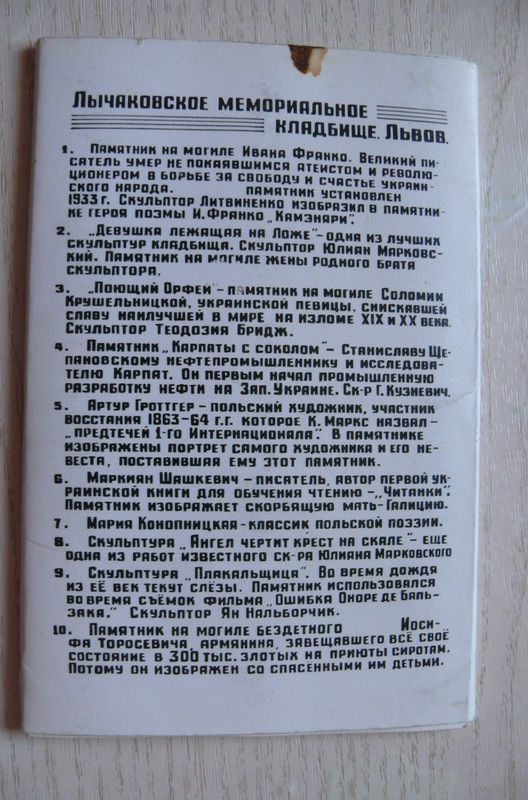 Лычаковское мемориальное
кладбище. Львов.
1. Памятник на могиле Ивана Франко. Великий пи-
сатель умер не покаявшимся атеистом и револю-
ционером в борьбе за свободу и счастье украин-
ского народа. Памятник установлен
1933 г. Скульптор Литвиненко изобразил в памятни-
ке героя поэмы И. Франко „Камэнари".
2. „Девушка лежащая на ложе" – одна из лучших
скульптур кладбища. Скульптор Юлиан Марковс-
кий. Памятник на могиле жены родного брата
скульптора.
3. „Поющий Орфей" – памятник на могиле Соломии
Крушельницкой, украинской певицы, снискавшей
славу наилучшей в мире на изломе XIX и XX века.
Скульптор Теодозия Бридж.
4. Памятник „Карпаты с соколом" – Станиславу Ще-
пановскому нефтепромышленнику и исследова-
телю Карпат. Он первым начал промышленную
разработку нефти на Зап. Украине. Ск-р Г. Кузневич.
5. Артур Гроттгер – польский художник, участник
восстания 1863-64 г.г. которое К. Маркс назвал –
„предтечей 1-го Интернационала". В памятнике
изображены портрет самого художника и его не-
веста, поставившая ему этот памятник.
6. Маркиян Шашкевич – писатель, автор первой ук-
раинской книги для обучения чтению – „Читанки".
Памятник изображает скорбящую мать-Галицию.
7. Мария Конопницкая – классик польской поэзии.
8. Скульптура „Ангел чертит крест на скале" – еще
одна из работ известного ск-ра Юлиана Марковского
9. Скульптура „Плакальщица". Во время дождя
из её век текут слёзы. Памятник использовался
во время съёмок фильма „Ошибка Оноре де Баль-
зака." Скульптор Ян Нальборчик.
10. Памятник на могиле бездетного Иоси-
фа Торосевича, армянина, завещавшего всё своё
состояние в 300 тыс. злотых на приюты сиротам.
Потому он изображен со спасёнными им детьми.